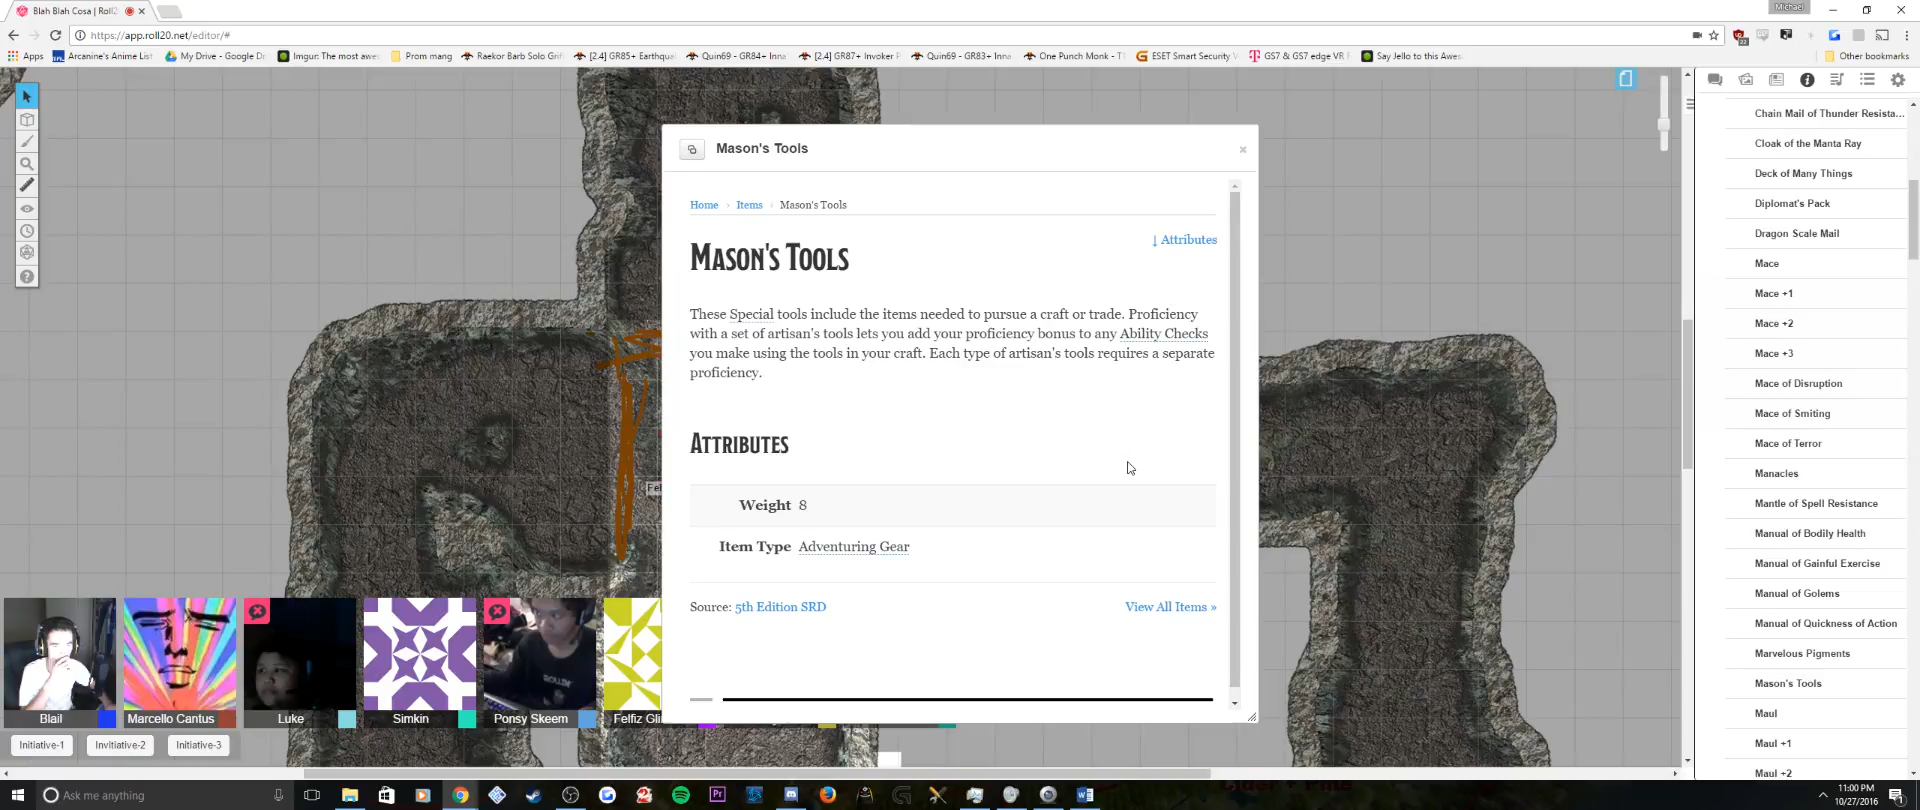 Blah Blah Cosa | Roll2
Michael
https://app.roll20.net/editor/#
Apps
Arcanine's Anime List
My Drive - Google Dr
Imgur: The most awe
Prom mang
Raekor Barb Solo Grif
[2.4] GR85+ Earthqua
Quin69 - GR84+ Inna
[2.4] GR87+ Invoker P
Quin69 - GR83+ Inna
One Punch Monk - T
ESET Smart Security
GS7 & GS7 edge VR F
Say Jello to this Awes
Other bookmarks
Mason's Tools
Home › Items › Mason's Tools
↓ Attributes
Mason's Tools
These Special tools include the items needed to pursue a craft or trade. Proficiency
with a set of artisan's tools lets you add your proficiency bonus to any Ability Checks
you make using the tools in your craft. Each type of artisan's tools requires a separate
proficiency.
Attributes
Weight 8
Item Type Adventuring Gear
Source: 5th Edition SRD
View All Items »
Chain Mail of Thunder Resista...
Cloak of the Manta Ray
Deck of Many Things
Diplomat's Pack
Dragon Scale Mail
Mace
Mace +1
Mace +2
Mace +3
Mace of Disruption
Mace of Smiting
Mace of Terror
Manacles
Mantle of Spell Resistance
Manual of Bodily Health
Manual of Gainful Exercise
Manual of Golems
Manual of Quickness of Action
Marvelous Pigments
Mason's Tools
Maul
Maul +1
Maul +2
Fel
Blail
Marcello Cantus
Luke
Simkin
Ponsy Skeem
Felfiz Gli
Initiative-1
Invitiative-2
Initiative-3
Ask me anything
11:00 PM
10/27/2016